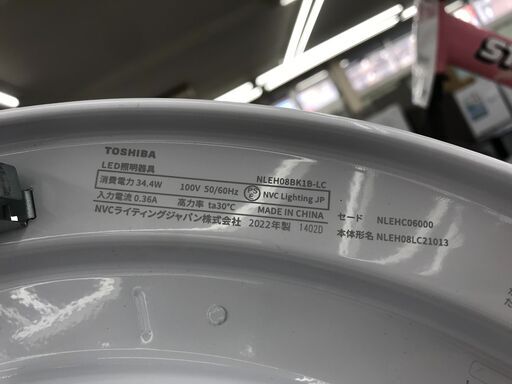 TOSHIBA
LED照明器具 NLEH08BK1B-LC
消費電力 34.4W 100V 50/60Hz PSE NVC Lighting JP
入力電流 0.36A 高力率 ta30℃ MADE IN CHINA
NVCライティングジャパン株式会社 2022年製 1402D
セード NLEHC06000
本体形名 NLEH08LC21013